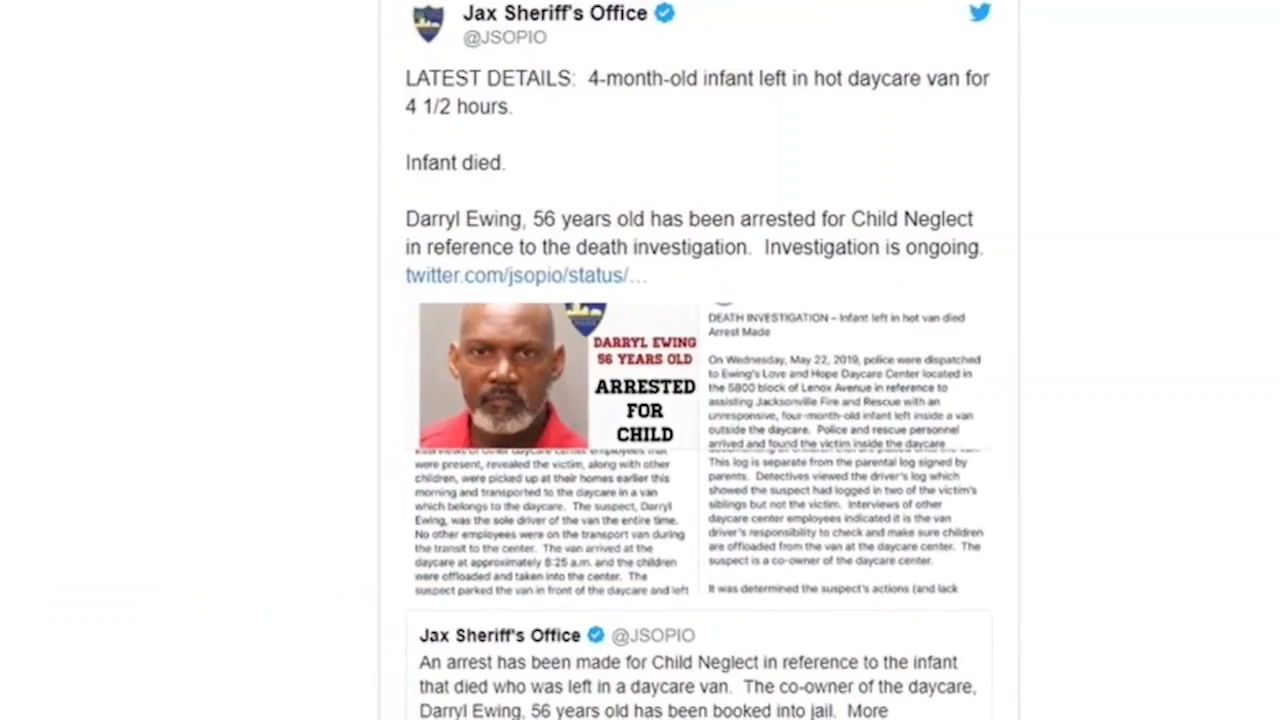 Jax Sheriff's Office
@JSOPIO
LATEST DETAILS: 4-month-old infant left in hot daycare van for
4 1/2 hours.
Infant died.
Darryl Ewing, 56 years old has been arrested for Child Neglect
in reference to the death investigation. Investigation is ongoing.
twitter.com/jsopio/status/...
DARRYL EWING
56 YEARS OLD
ARRESTED
FOR
CHILD
DEATH INVESTIGATION – Infant left in hot van died
Arrest Made
On Wednesday, May 22, 2019, police were dispatched
to Ewing's Love and Hope Daycare Center located in
the 5800 block of Lenox Avenue in reference to
assisting Jacksonville Fire and Rescue with an
unresponsive, four-month-old infant left inside a van
outside the daycare. Police and rescue personnel
arrived and found the victim inside the daycare
were present, revealed the victim, along with other
children, were picked up at their homes earlier this
morning and transported to the daycare in a van
which belongs to the daycare. The suspect, Darryl
Ewing, was the sole driver of the van the entire time.
No other employees were on the transport van during
the transit to the center. The van arrived at the
daycare at approximately 8:25 a.m. and the children
were offloaded and taken into the center. The
suspect parked the van in front of the daycare and left
This log is separate from the parental log signed by
parents. Detectives viewed the driver's log which
showed the suspect had logged in two of the victim's
siblings but not the victim. Interviews of other
daycare center employees indicated it is the van
driver's responsibility to check and make sure children
are offloaded from the van at the daycare center. The
suspect is a co-owner of the daycare center.
It was determined the suspect's actions (and lack
Jax Sheriff's Office @JSOPIO
An arrest has been made for Child Neglect in reference to the infant
that died who was left in a daycare van. The co-owner of the daycare,
Darryl Ewing, 56 years old has been booked into jail. More